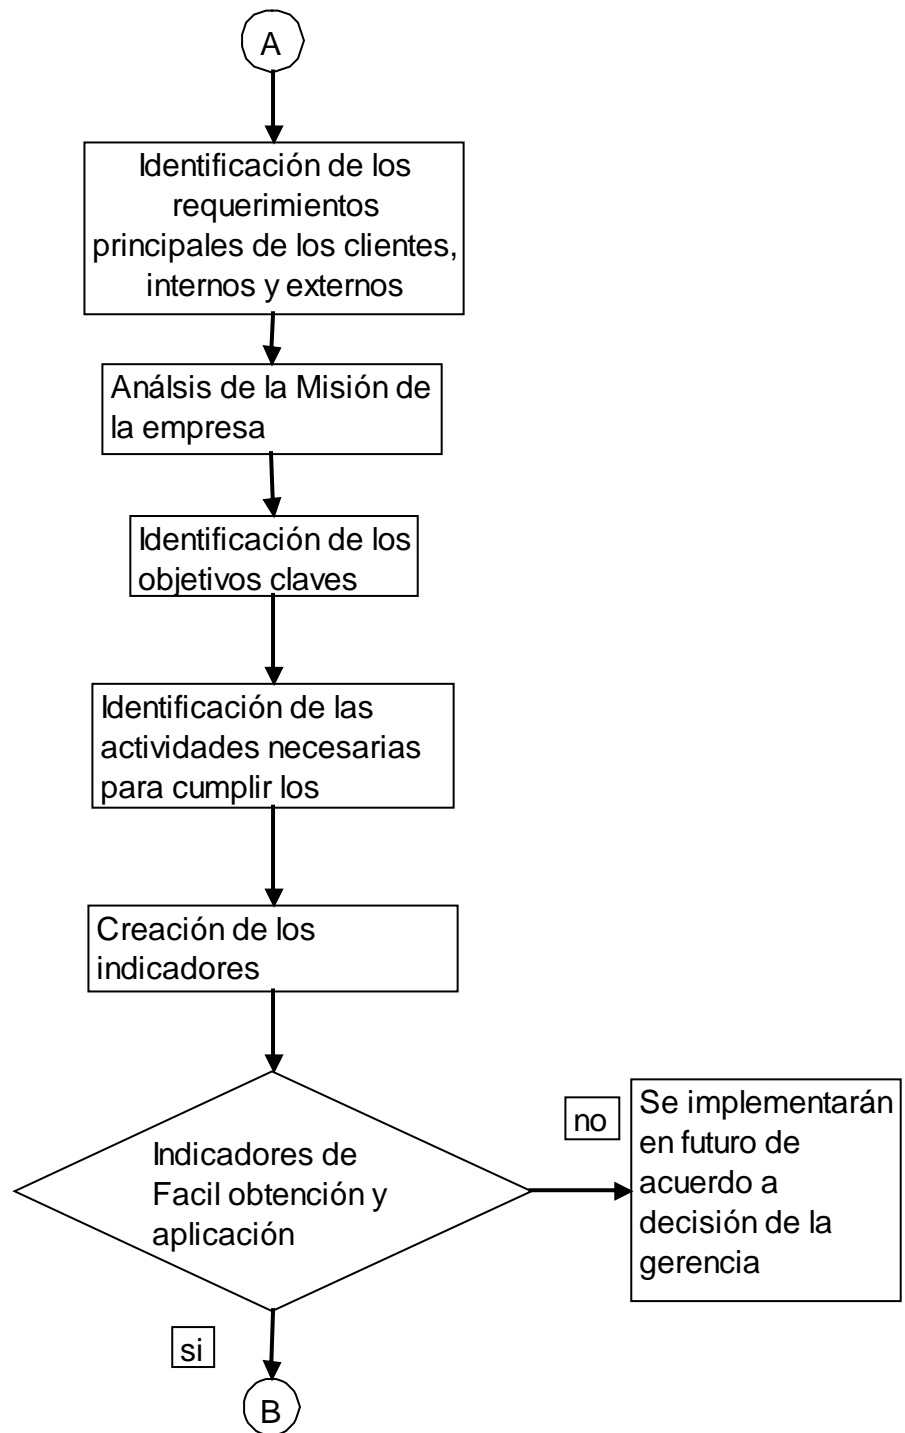 A
Identificación de los
requerimientos
principales de los clientes,
internos y externos
Análsis de la Misión de
la empresa
Identificación de los
objetivos claves
Identificación de las
actividades necesarias
para cumplir los
Creación de los
indicadores
Indicadores de
Facil obtención y
aplicación
no
Se implementarán
en futuro de
acuerdo a
decisión de la
gerencia
si
B